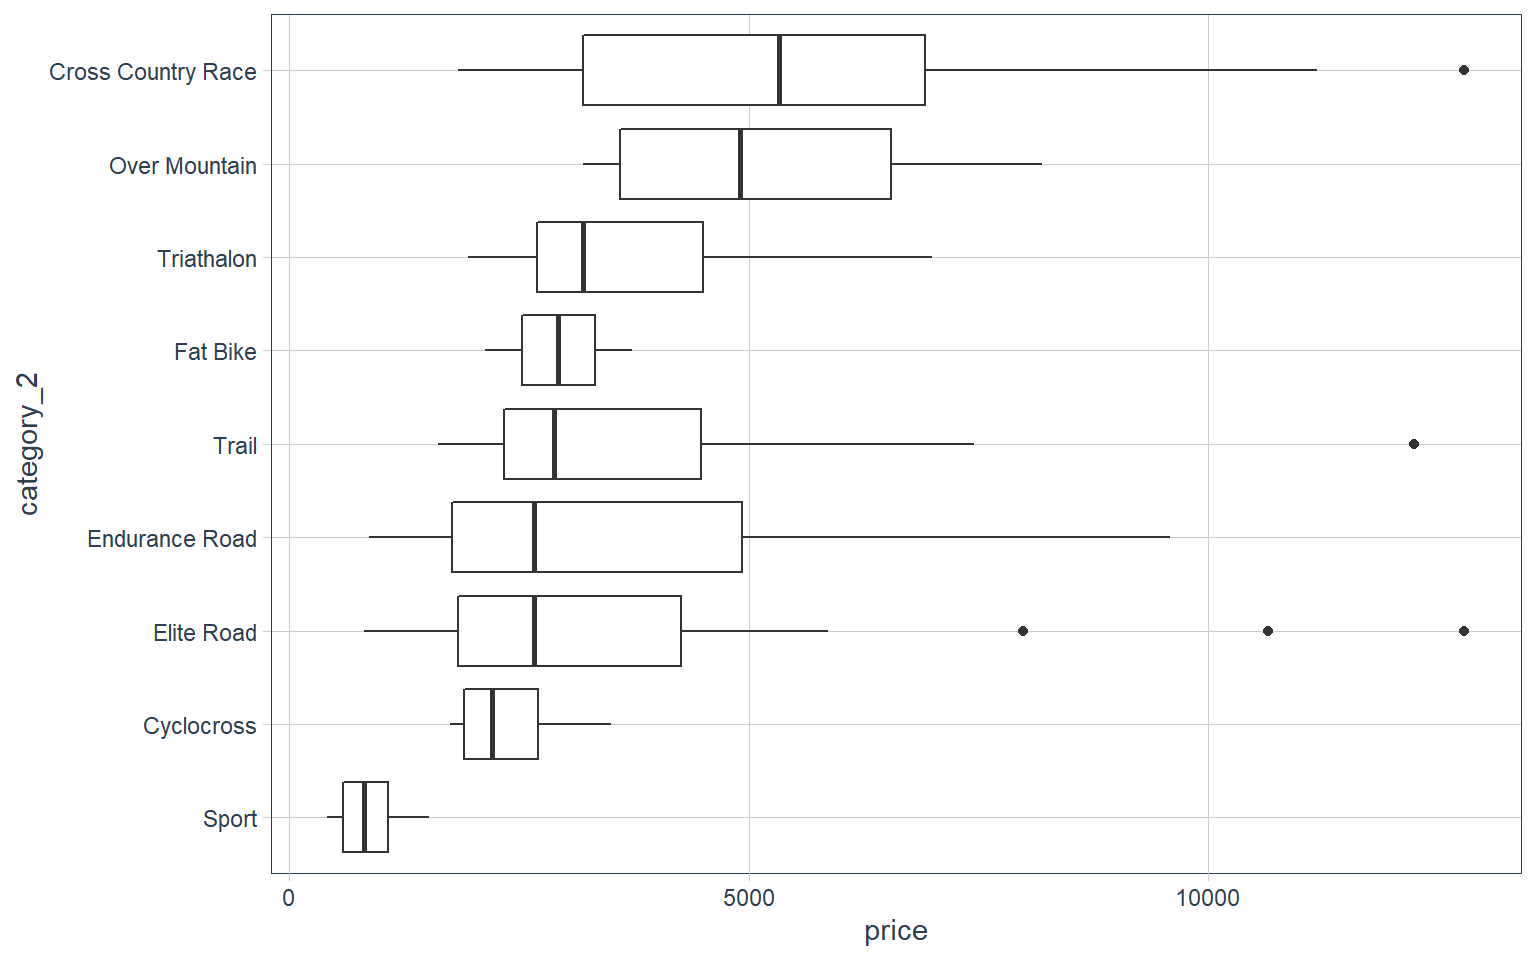 category_2
Cross Country Race
Over Mountain
Triathalon
Fat Bike
Trail
Endurance Road
Elite Road
Cyclocross
Sport
0 5000 10000
price